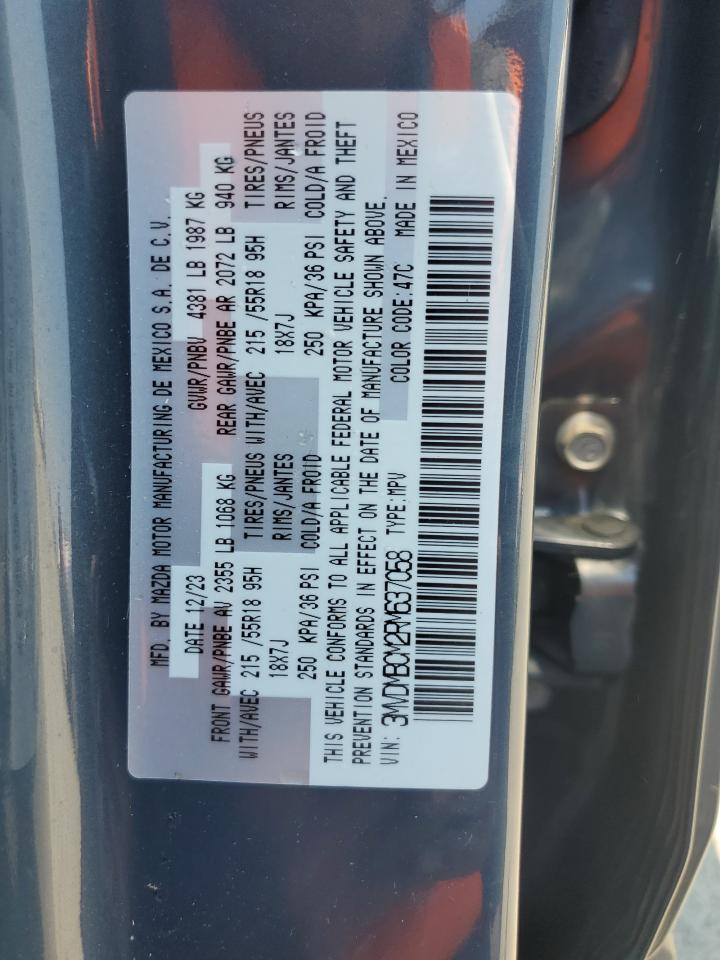 MFD. BY MAZDA MOTOR MANUFACTURING DE MEXICO S.A. DE C.V.
DATE 12/23 GVWR/PNBV 4381 LB 1987 KG
FRONT GAWR/PNBE AV 2355 LB 1068 KG REAR GAWR/PNBE AR 2072 LB 940 KG
WITH/AVEC 215 /55R18 95H TIRES/PNEUS WITH/AVEC 215 /55R18 95H TIRES/PNEUS
18X7J RIMS/JANTES 18X7J RIMS/JANTES
250 KPA/36 PSI COLD/A FROID 250 KPA/36 PSI COLD/A FROID
THIS VEHICLE CONFORMS TO ALL APPLICABLE FEDERAL MOTOR VEHICLE SAFETY AND THEFT
PREVENTION STANDARDS IN EFFECT ON THE DATE OF MANUFACTURE SHOWN ABOVE.
VIN: 3MVDMBCM2RM637058 TYPE:MPV COLOR CODE:47C MADE IN MEXICO